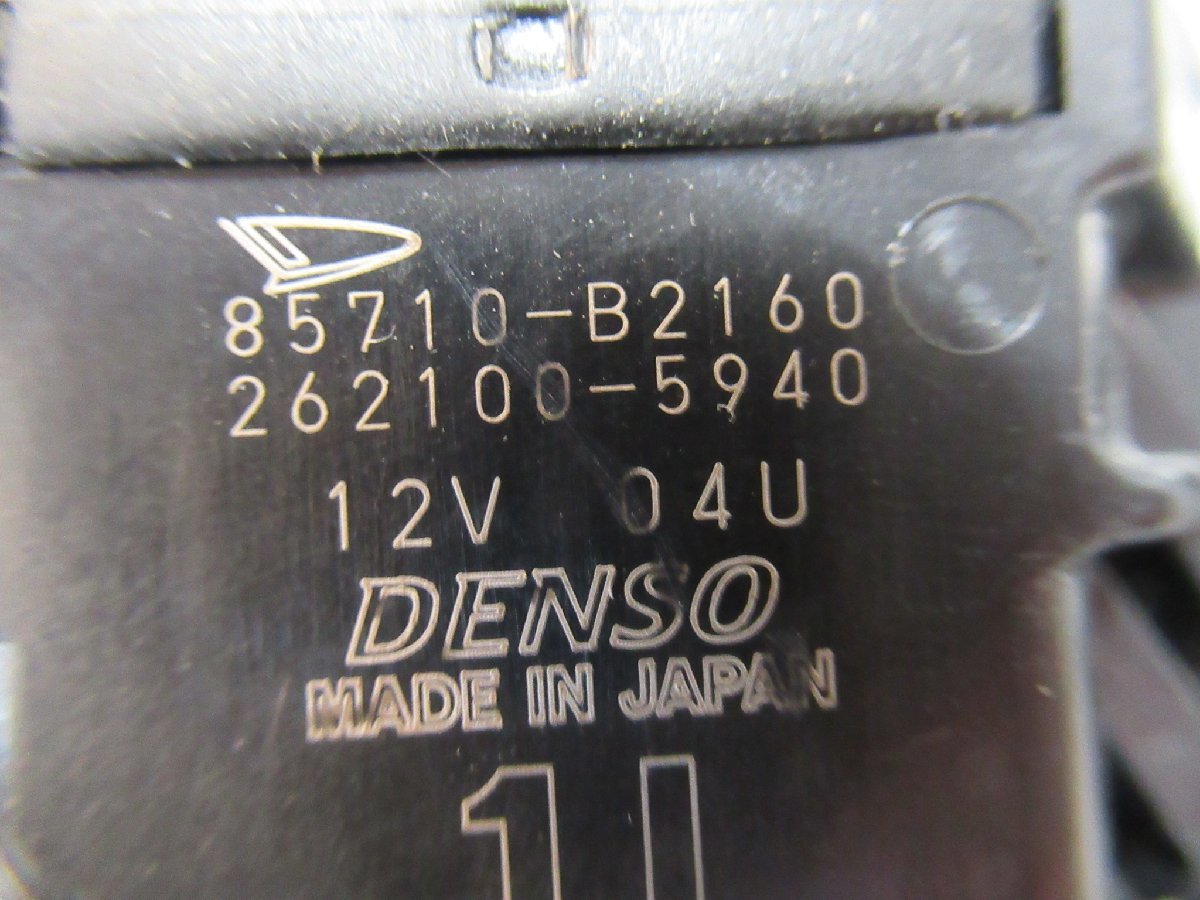 85710-B2160
262100-5940
12V 04U
DENSO
MADE IN JAPAN